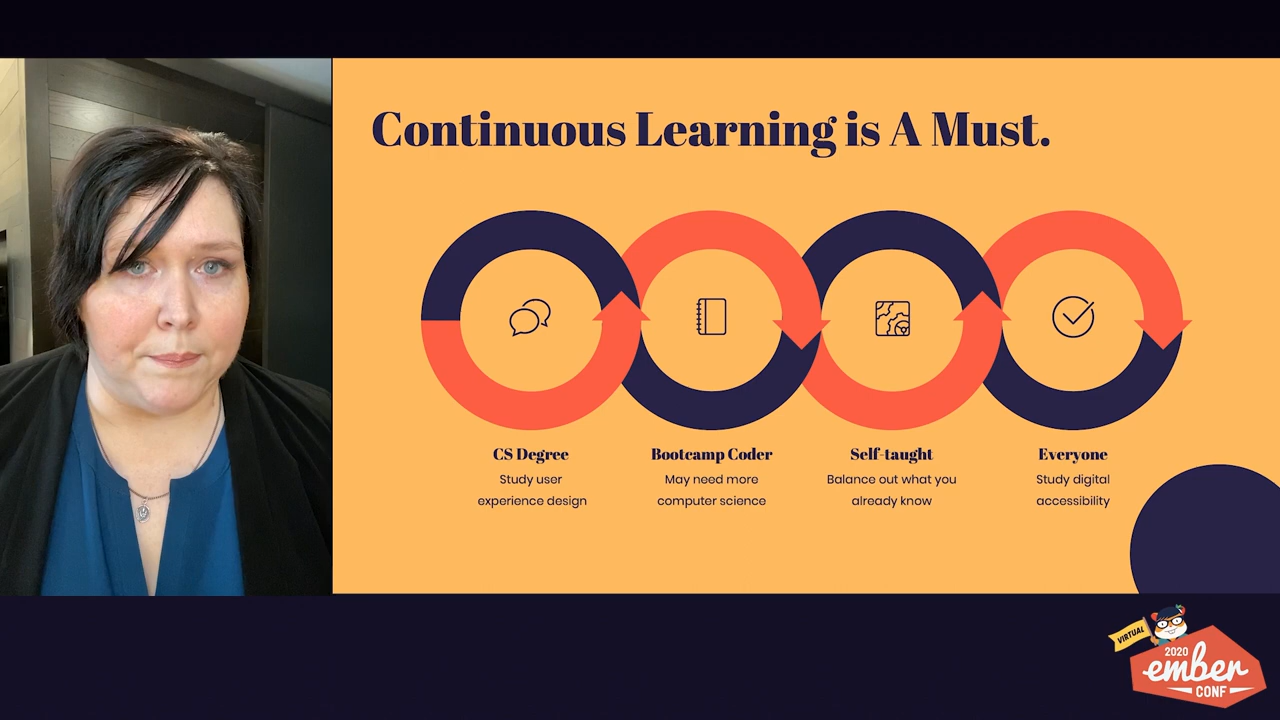 Continuous Learning is A Must.
CS Degree
Study user
experience design
Bootcamp Coder
May need more
computer science
Self-taught
Balance out what you
already know
Everyone
Study digital
accessibility
VIRTUAL
2020
ember
CONF